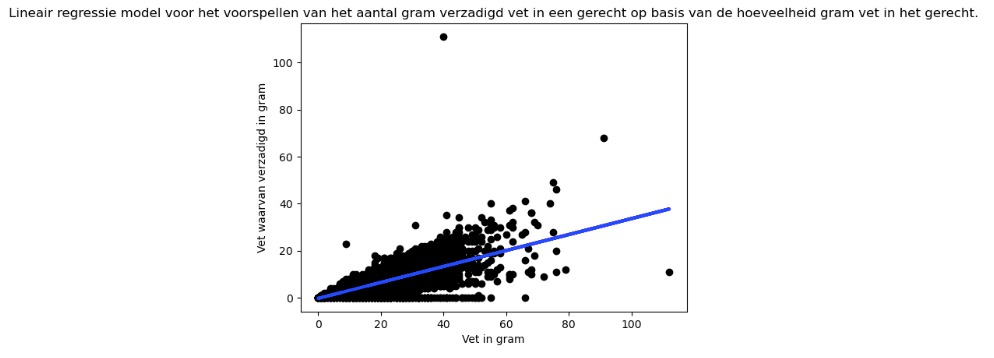 Lineair regressie model voor het voorspellen van het aantal gram verzadigd vet in een gerecht op basis van de hoeveelheid gram vet in het gerecht.
100
80
60
40
20
0
Vet waarvan verzadigd in gram
0 20 40 60 80 100
Vet in gram